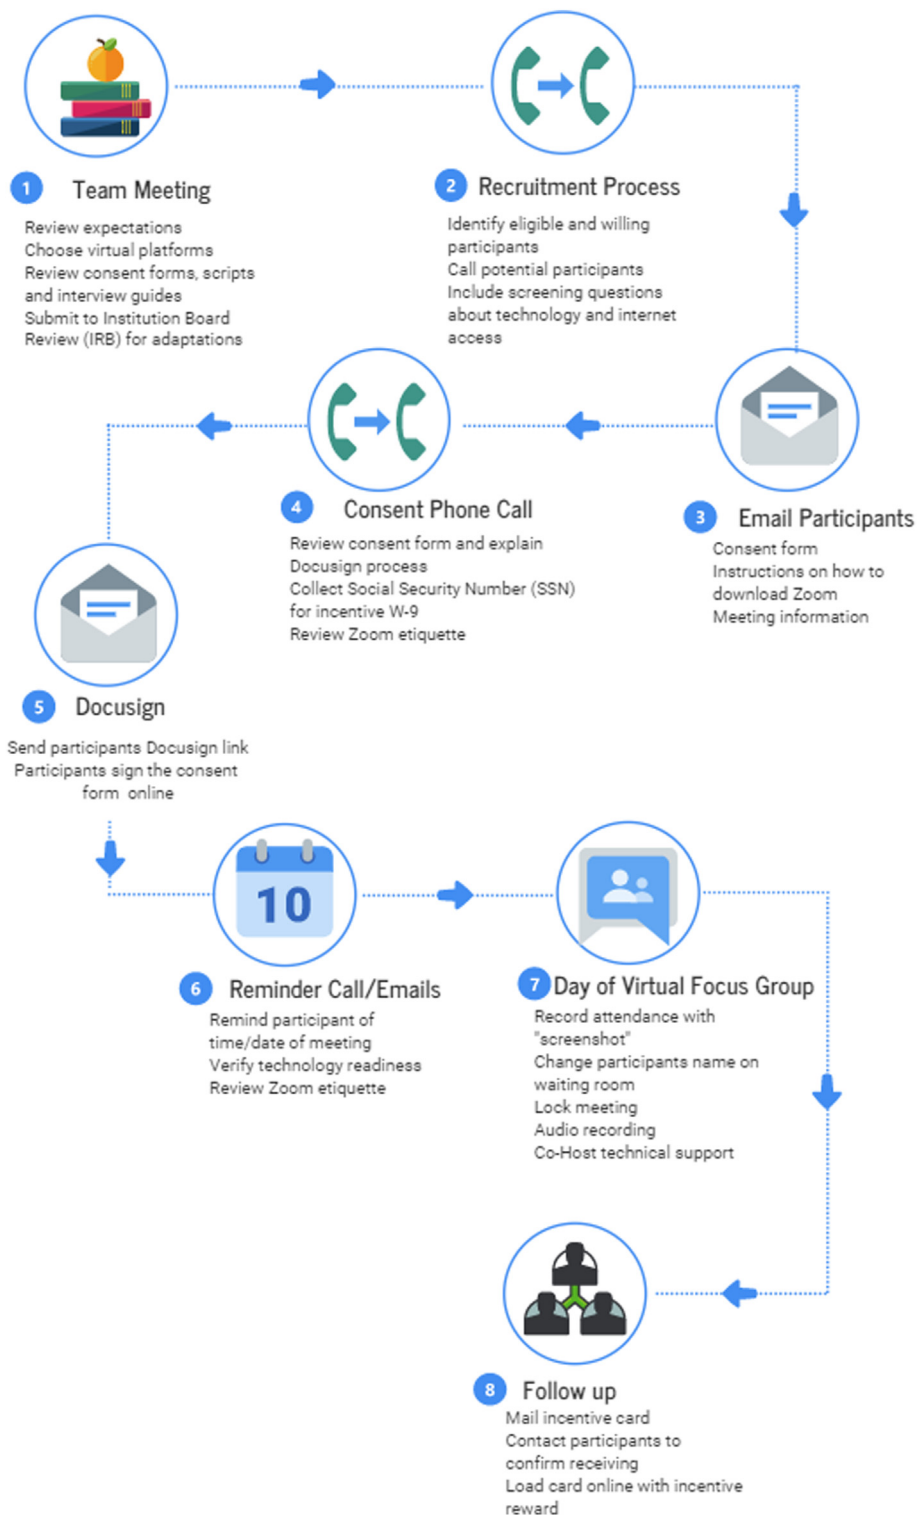 1 Team Meeting
Review expectations
Choose virtual platforms
Review consent forms, scripts
and interview guides
Submit to Institution Board
Review (IRB) for adaptations
2 Recruitment Process
Identify eligible and willing
participants
Call potential participants
Include screening questions
about technology and internet
access
3 Email Participants
Consent form
Instructions on how to
download Zoom
Meeting information
4 Consent Phone Call
Review consent form and explain
Docusign process
Collect Social Security Number (SSN)
for incentive W-9
Review Zoom etiquette
5 Docusign
Send participants Docusign link
Participants sign the consent
form online
10
6 Reminder Call/Emails
Remind participant of
time/date of meeting
Verify technology readiness
Review Zoom etiquette
7 Day of Virtual Focus Group
Record attendance with
"screenshot"
Change participants name on
waiting room
Lock meeting
Audio recording
Co-Host technical support
8 Follow up
Mail incentive card
Contact participants to
confirm receiving
Load card online with incentive
reward